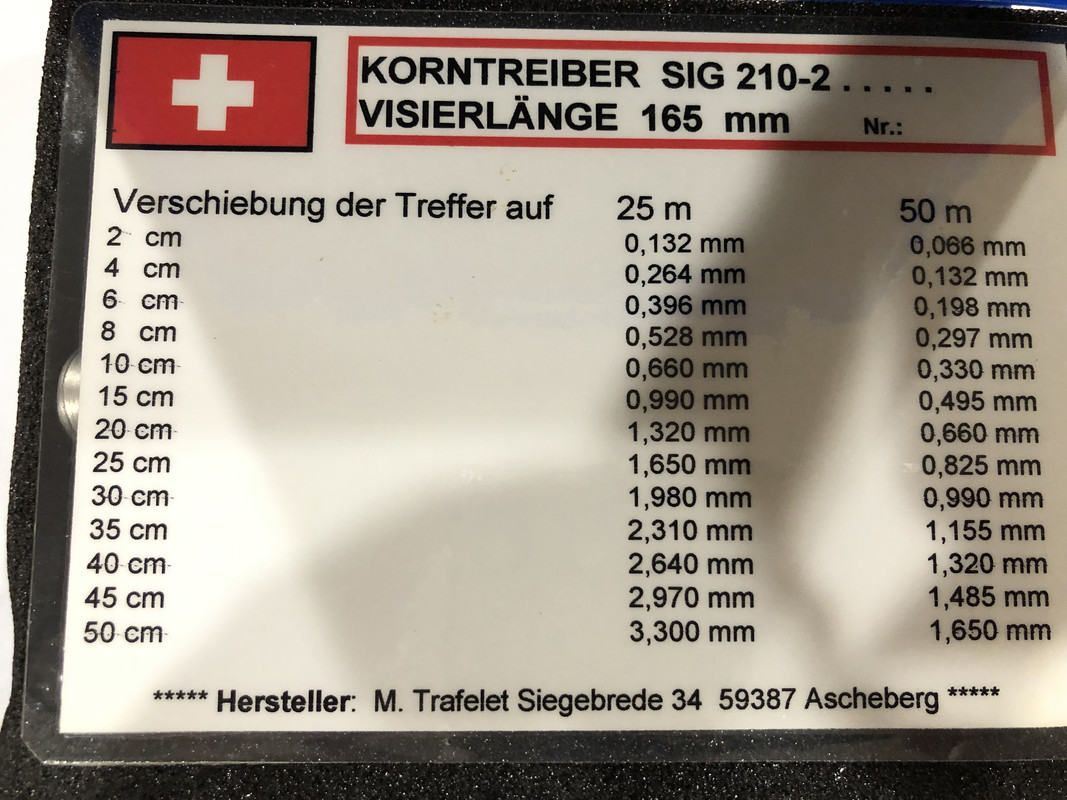 KORNTREIBER SIG 210-2 . . . . .
VISIERLÄNGE 165 mm Nr.:
Verschiebung der Treffer auf 25 m 50 m
2 cm 0,132 mm 0,066 mm
4 cm 0,264 mm 0,132 mm
6 cm 0,396 mm 0,198 mm
8 cm 0,528 mm 0,297 mm
10 cm 0,660 mm 0,330 mm
15 cm 0,990 mm 0,495 mm
20 cm 1,320 mm 0,660 mm
25 cm 1,650 mm 0,825 mm
30 cm 1,980 mm 0,990 mm
35 cm 2,310 mm 1,155 mm
40 cm 2,640 mm 1,320 mm
45 cm 2,970 mm 1,485 mm
50 cm 3,300 mm 1,650 mm
***** Hersteller: M. Trafelet Siegebrede 34 59387 Ascheberg *****